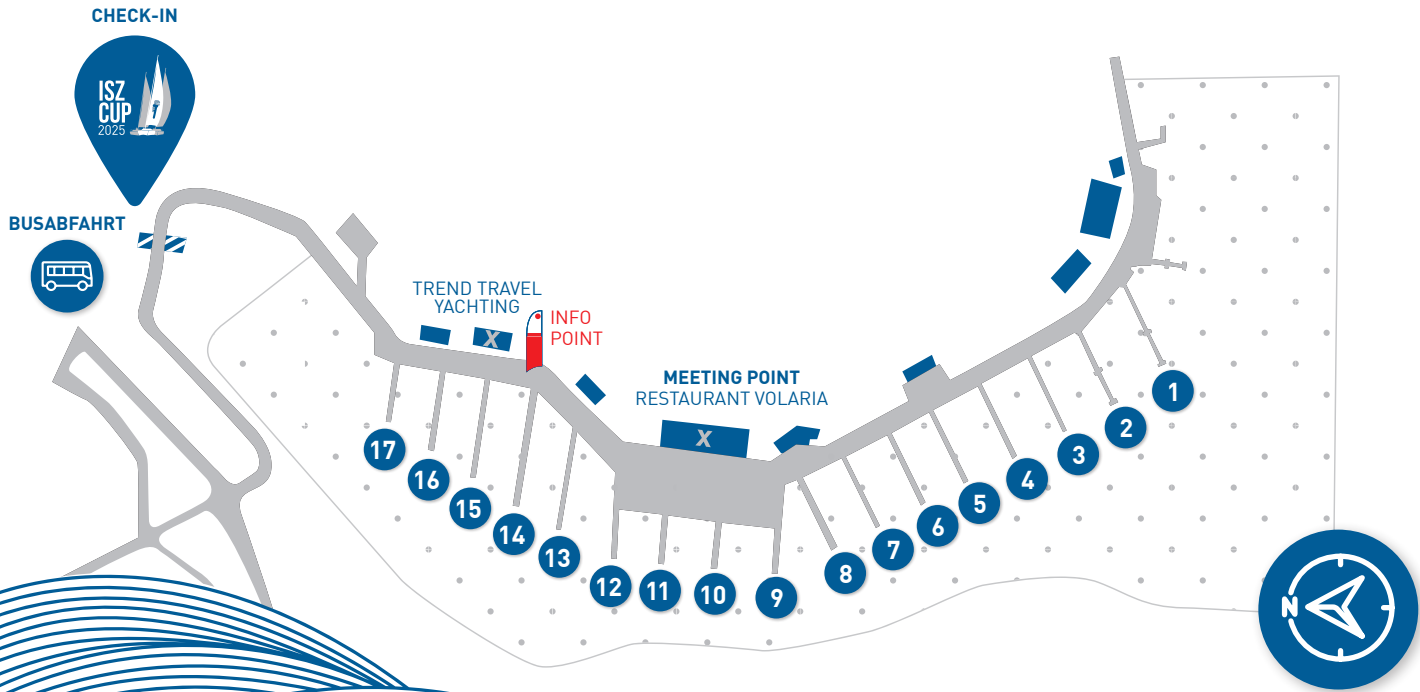 CHECK-IN
ISZ
CUP
2025
BUSABFAHRT
TREND TRAVEL
YACHTING
X
INFO
POINT
MEETING POINT
RESTAURANT VOLARIA
X
1
2
3
4
5
6
7
8
9
10
11
12
13
14
15
16
17
N